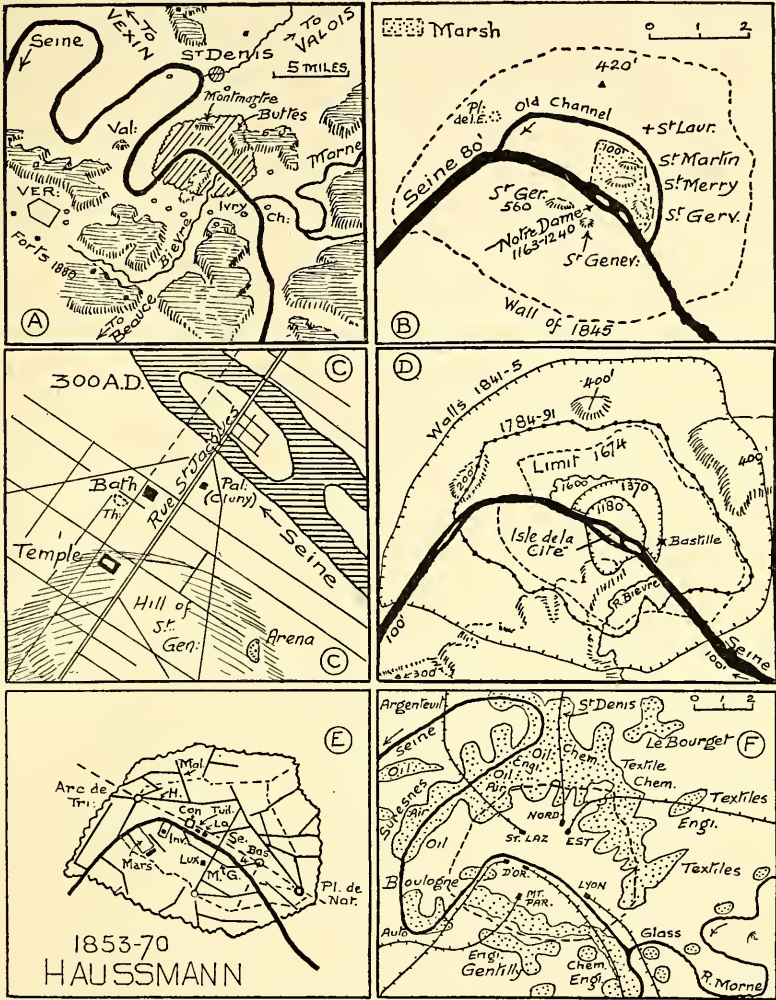 Seine
TO VEXIN
TO VALOIS
ST DENIS
5 MILES
Montmartre
Buttes
Val:
Marne
VER:
Ivry
Ch:
Bievre
Forts 1880
TO Beauce
A
Marsh
0 1 2
420'
Pl. de l.E.
Old Channel
+ St Laur.
100'
St Martin
St Merry
St Gerv.
Seine 80'
St Ger. 560
Notre Dame 1163-1240
St Genev:
Wall of 1845
B
300 A.D.
C
Rue St Jacques
Bath
Th:
Pal. (Cluny)
Seine
Temple
Hill of St. Gen:
Arena
C
D
Walls 1841-5
400'
1784-91
Limit 1674
400'
200'
1600
1370
1180
Isle de la Cité
Bastille
R. Bievre
100'
300'
Seine
100'
E
Mal.
Arc de Tri:
H.
Con
Tuil.
Lo.
Inv.
Se.
Bas
Mars
Lux
M.
G.
Pl. de Nat.
1853-70
HAUSSMANN
Argenteuil
St Denis
0 1 2
F
Seine
Oil
Engi.
Chem.
Le Bourget
Oil
Oil
Air
Textile
Chem.
Suresnes
Air
Textiles
Engi.
Oil
NORD
ST. LAZ
EST
Textiles
Boulogne
D'OR.
MT. PAR.
LYON
Auto
Glass
Engi.
Gentilly
Chem.
Engi.
R. Morne